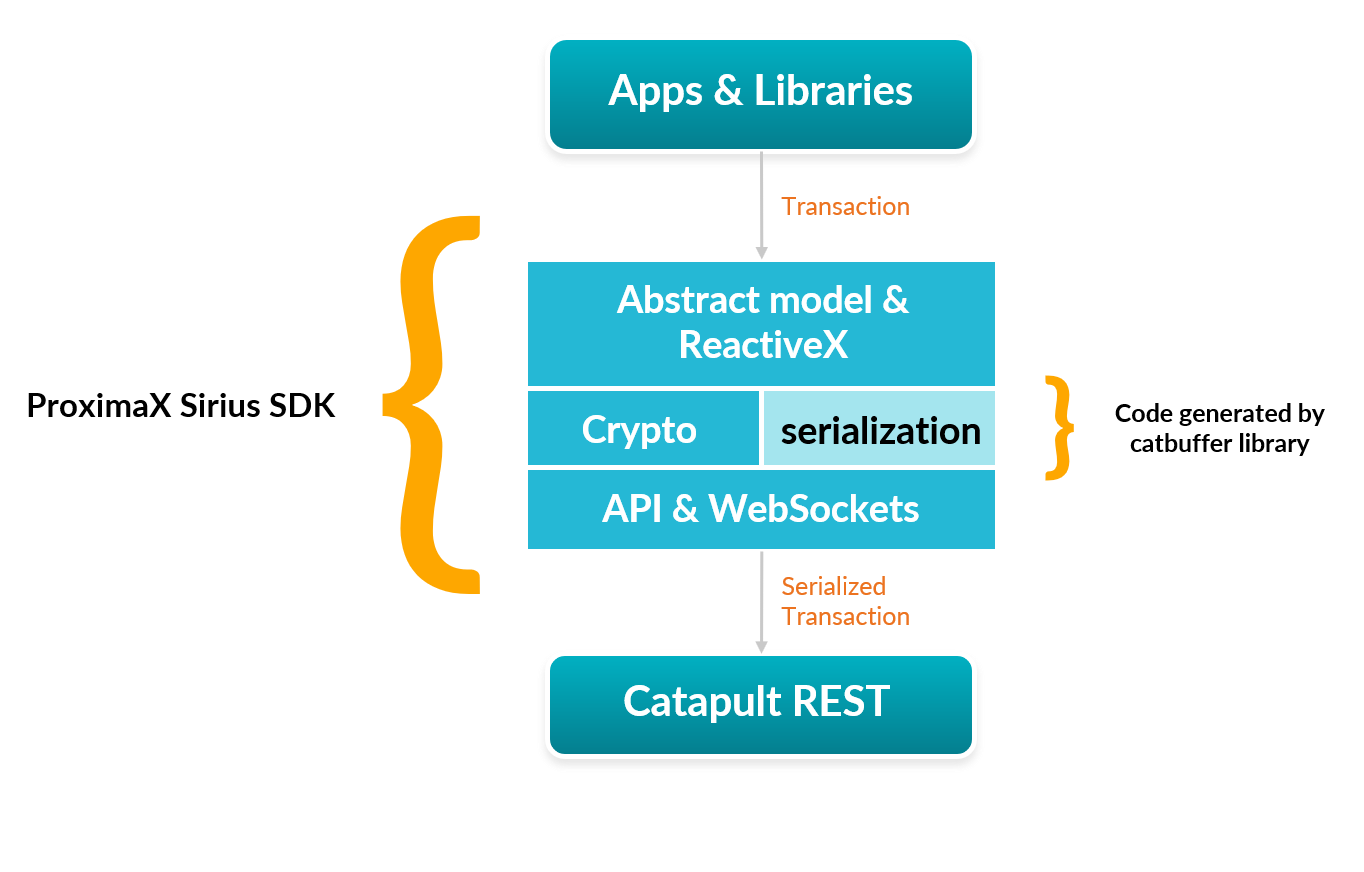 Apps & Libraries
Transaction
Abstract model &
ReactiveX
ProximaX Sirius SDK
Crypto
serialization
Code generated by
catbuffer library
API & WebSockets
Serialized
Transaction
Catapult REST